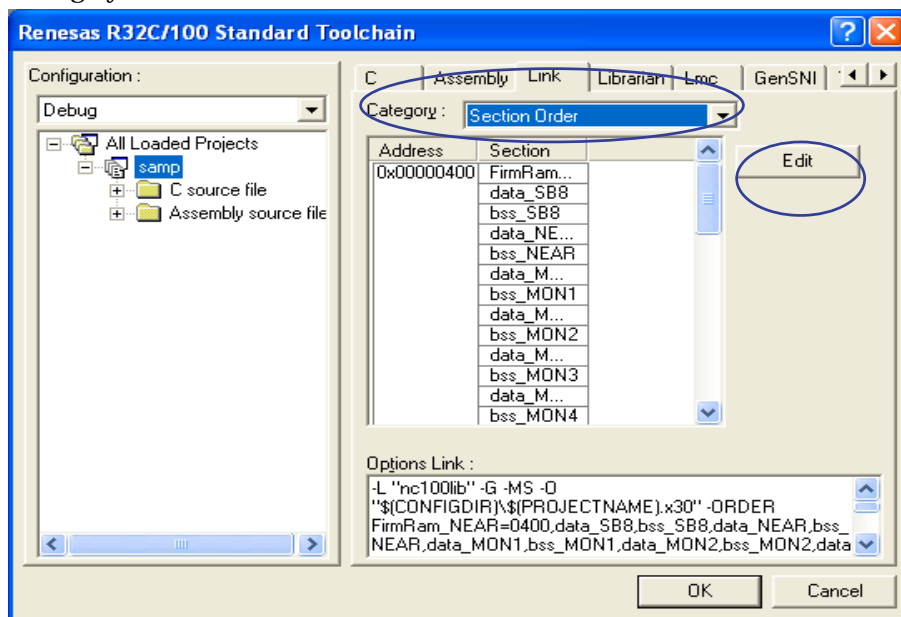 Renesas R32C/100 Standard Toolchain
Configuration :
Debug
All Loaded Projects
samp
C source file
Assembly source file
C Assembly Link Librarian Lmc GenSNI
Category : Section Order
Address Section
0x00000400 FirmRam...
data_SB8
bss_SB8
data_NE...
bss_NEAR
data_M...
bss_MON1
data_M...
bss_MON2
data_M...
bss_MON3
data_M...
bss_MON4
Edit
Options Link :
-L "nc100lib" -G -MS -O
"$(CONFIGDIR)\$(PROJECTNAME).x30" -ORDER
FirmRam_NEAR=0400,data_SB8,bss_SB8,data_NEAR,bss_
NEAR,data_MON1,bss_MON1,data_MON2,bss_MON2,data
OK Cancel